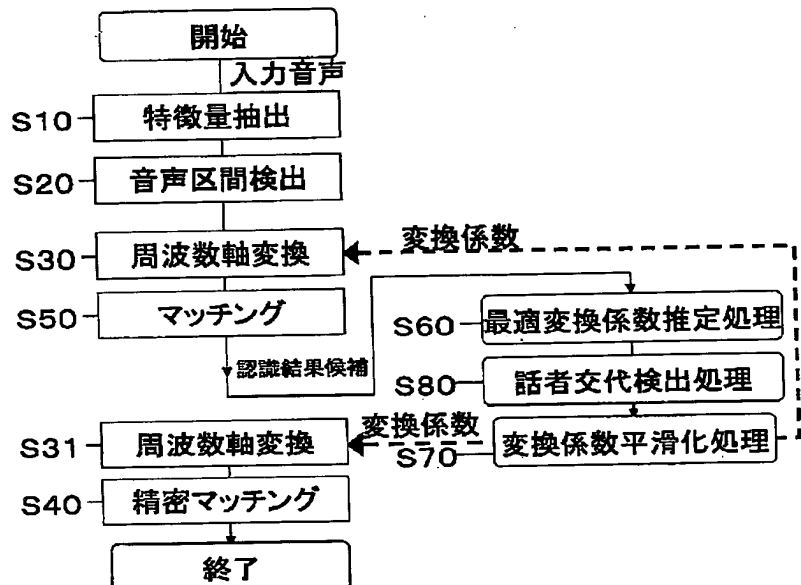 開始
入力音声
S10 特徴量抽出
S20 音声区間検出
S30 周波数軸変換
変換係数
S50 マッチング
認識結果候補
S60 最適変換係数推定処理
S80 話者交代検出処理
S70 変換係数平滑化処理
変換係数
S31 周波数軸変換
S40 精密マッチング
終了